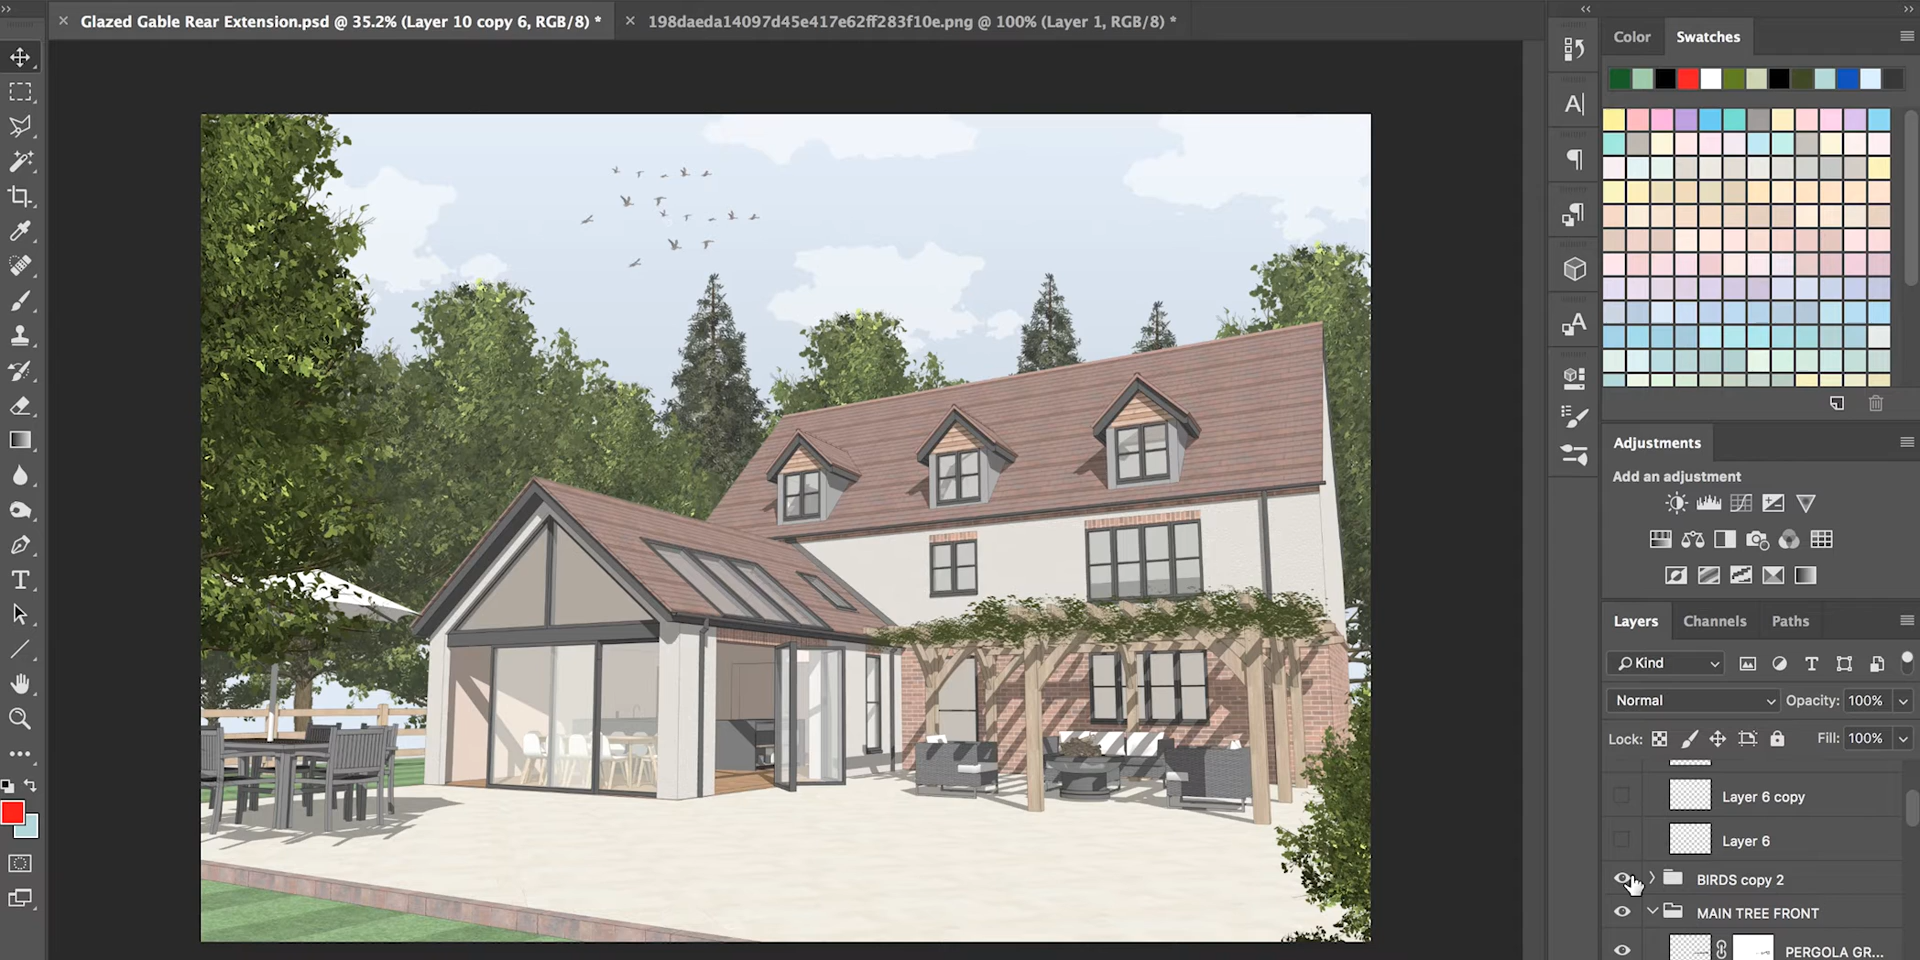 Glazed Gable Rear Extension.psd @ 35.2% (Layer 10 copy 6, RGB/8) *
198daeda14097d45e417e62ff283f10e.png @ 100% (Layer 1, RGB/8) *
Color
Swatches
Adjustments
Add an adjustment
Layers
Channels
Paths
Kind
Normal
Opacity: 100%
Lock:
Fill: 100%
Layer 6 copy
Layer 6
BIRDS copy 2
MAIN TREE FRONT
PERGOLA GR...